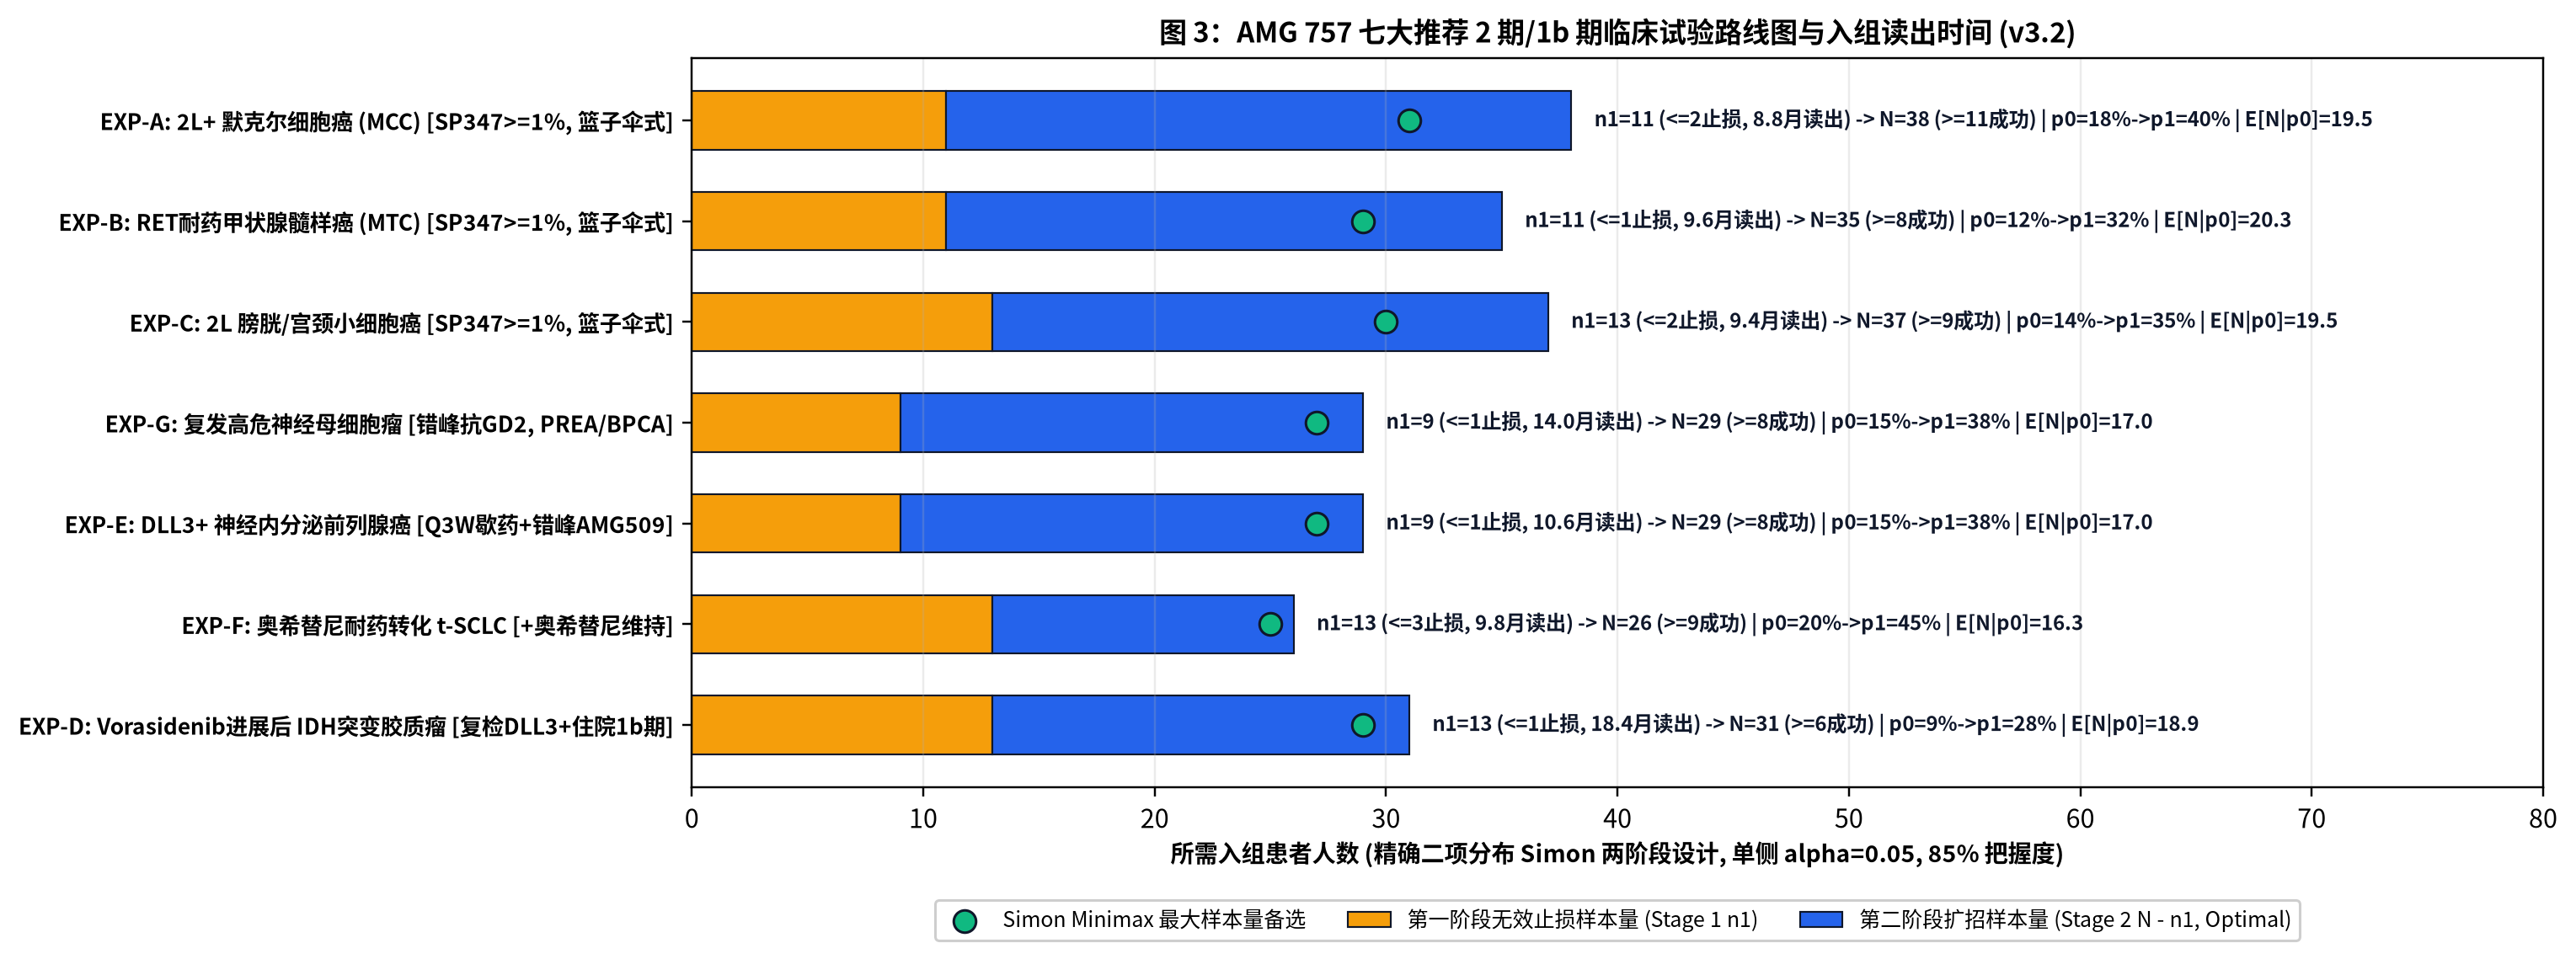 图 3：AMG 757 七大推荐 2 期/1b 期临床试验路线图与入组读出时间 (v3.2)
EXP-A: 2L+ 默克尔细胞癌 (MCC) [SP347>=1%, 篮子伞式]
n1=11 (<=2止损, 8.8月读出) -> N=38 (>=11成功) | p0=18%->p1=40% | E[N|p0]=19.5
EXP-B: RET耐药甲状腺髓样癌 (MTC) [SP347>=1%, 篮子伞式]
n1=11 (<=1止损, 9.6月读出) -> N=35 (>=8成功) | p0=12%->p1=32% | E[N|p0]=20.3
EXP-C: 2L 膀胱/宫颈小细胞癌 [SP347>=1%, 篮子伞式]
n1=13 (<=2止损, 9.4月读出) -> N=37 (>=9成功) | p0=14%->p1=35% | E[N|p0]=19.5
EXP-G: 复发高危神经母细胞瘤 [错峰抗GD2, PREA/BPCA]
n1=9 (<=1止损, 14.0月读出) -> N=29 (>=8成功) | p0=15%->p1=38% | E[N|p0]=17.0
EXP-E: DLL3+ 神经内分泌前列腺癌 [Q3W歇药+错峰AMG509]
n1=9 (<=1止损, 10.6月读出) -> N=29 (>=8成功) | p0=15%->p1=38% | E[N|p0]=17.0
EXP-F: 奥希替尼耐药转化 t-SCLC [+奥希替尼维持]
n1=13 (<=3止损, 9.8月读出) -> N=26 (>=9成功) | p0=20%->p1=45% | E[N|p0]=16.3
EXP-D: Vorasidenib进展后 IDH突变胶质瘤 [复检DLL3+住院1b期]
n1=13 (<=1止损, 18.4月读出) -> N=31 (>=6成功) | p0=9%->p1=28% | E[N|p0]=18.9
0 10 20 30 40 50 60 70 80
所需入组患者人数 (精确二项分布 Simon 两阶段设计, 单侧 alpha=0.05, 85% 把握度)
Simon Minimax 最大样本量备选
第一阶段无效止损样本量 (Stage 1 n1)
第二阶段扩招样本量 (Stage 2 N - n1, Optimal)